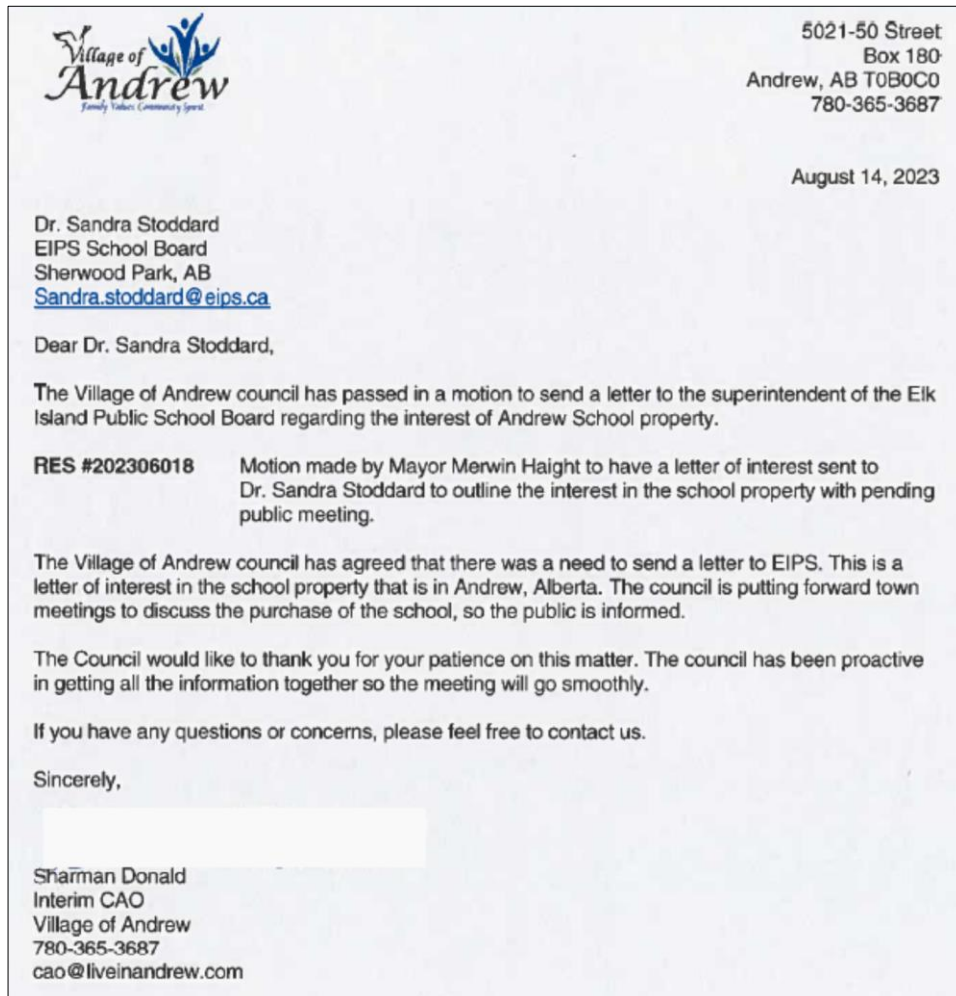 Village of
Andrew
Family Values Community Spirit
5021-50 Street
Box 180
Andrew, AB T0B0C0
780-365-3687
August 14, 2023
Dr. Sandra Stoddard
EIPS School Board
Sherwood Park, AB
Sandra.stoddard@eips.ca
Dear Dr. Sandra Stoddard,
The Village of Andrew council has passed in a motion to send a letter to the superintendent of the Elk
Island Public School Board regarding the interest of Andrew School property.
RES #202306018 Motion made by Mayor Merwin Haight to have a letter of interest sent to
Dr. Sandra Stoddard to outline the interest in the school property with pending
public meeting.
The Village of Andrew council has agreed that there was a need to send a letter to EIPS. This is a
letter of interest in the school property that is in Andrew, Alberta. The council is putting forward town
meetings to discuss the purchase of the school, so the public is informed.
The Council would like to thank you for your patience on this matter. The council has been proactive
in getting all the information together so the meeting will go smoothly.
If you have any questions or concerns, please feel free to contact us.
Sincerely,
Sharman Donald
Interim CAO
Village of Andrew
780-365-3687
cao@liveinandrew.com